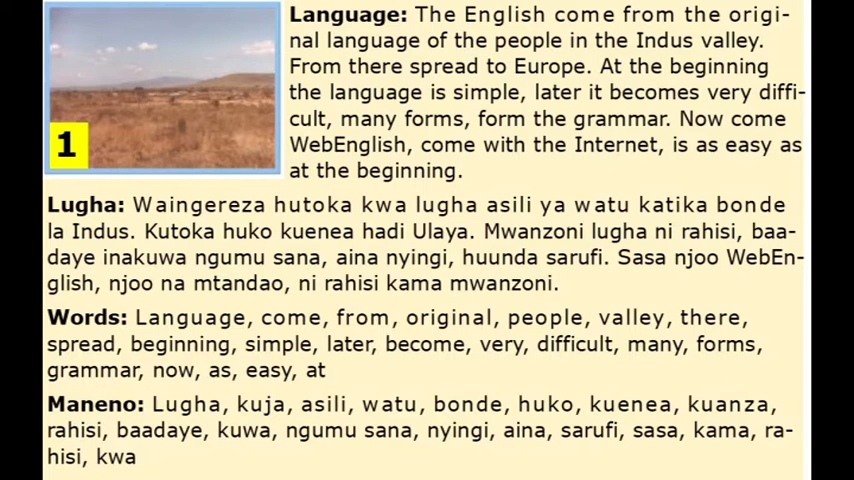 Language: The English come from the origi-
nal language of the people in the Indus valley.
From there spread to Europe. At the beginning
the language is simple, later it becomes very diffi-
cult, many forms, form the grammar. Now come
WebEnglish, come with the Internet, is as easy as
at the beginning.
1
Lugha: Waingereza hutoka kwa lugha asili ya watu katika bonde
la Indus. Kutoka huko kuenea hadi Ulaya. Mwanzoni lugha ni rahisi, baa-
daye inakuwa ngumu sana, aina nyingi, huunda sarufi. Sasa njoo WebEn-
glish, njoo na mtandao, ni rahisi kama mwanzoni.
Words: Language, come, from, original, people, valley, there,
spread, beginning, simple, later, become, very, difficult, many, forms,
grammar, now, as, easy, at
Maneno: Lugha, kuja, asili, watu, bonde, huko, kuenea, kuanza,
rahisi, baadaye, kuwa, ngumu sana, nyingi, aina, sarufi, sasa, kama, ra-
hisi, kwa